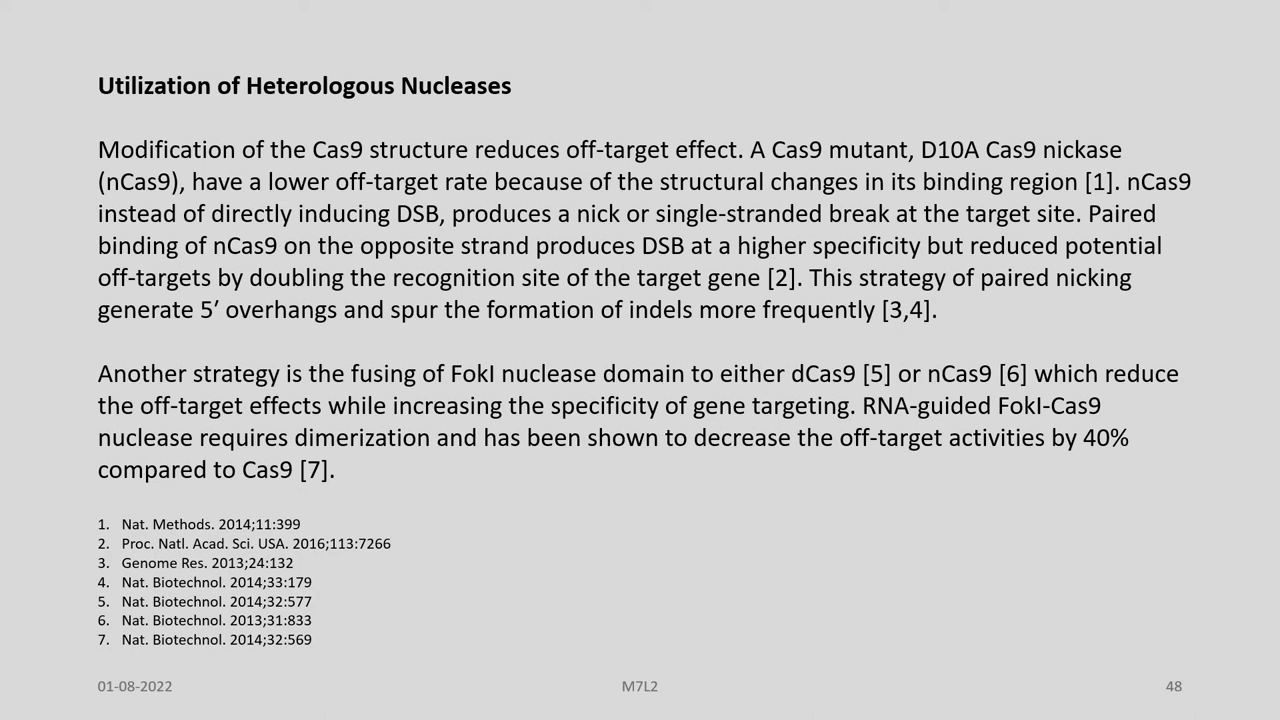 Utilization of Heterologous Nucleases
Modification of the Cas9 structure reduces off-target effect. A Cas9 mutant, D10A Cas9 nickase
(nCas9), have a lower off-target rate because of the structural changes in its binding region [1]. nCas9
instead of directly inducing DSB, produces a nick or single-stranded break at the target site. Paired
binding of nCas9 on the opposite strand produces DSB at a higher specificity but reduced potential
off-targets by doubling the recognition site of the target gene [2]. This strategy of paired nicking
generate 5′ overhangs and spur the formation of indels more frequently [3,4].
Another strategy is the fusing of FokI nuclease domain to either dCas9 [5] or nCas9 [6] which reduce
the off-target effects while increasing the specificity of gene targeting. RNA-guided FokI-Cas9
nuclease requires dimerization and has been shown to decrease the off-target activities by 40%
compared to Cas9 [7].
1. Nat. Methods. 2014;11:399
2. Proc. Natl. Acad. Sci. USA. 2016;113:7266
3. Genome Res. 2013;24:132
4. Nat. Biotechnol. 2014;33:179
5. Nat. Biotechnol. 2014;32:577
6. Nat. Biotechnol. 2013;31:833
7. Nat. Biotechnol. 2014;32:569
01-08-2022 M7L2 48